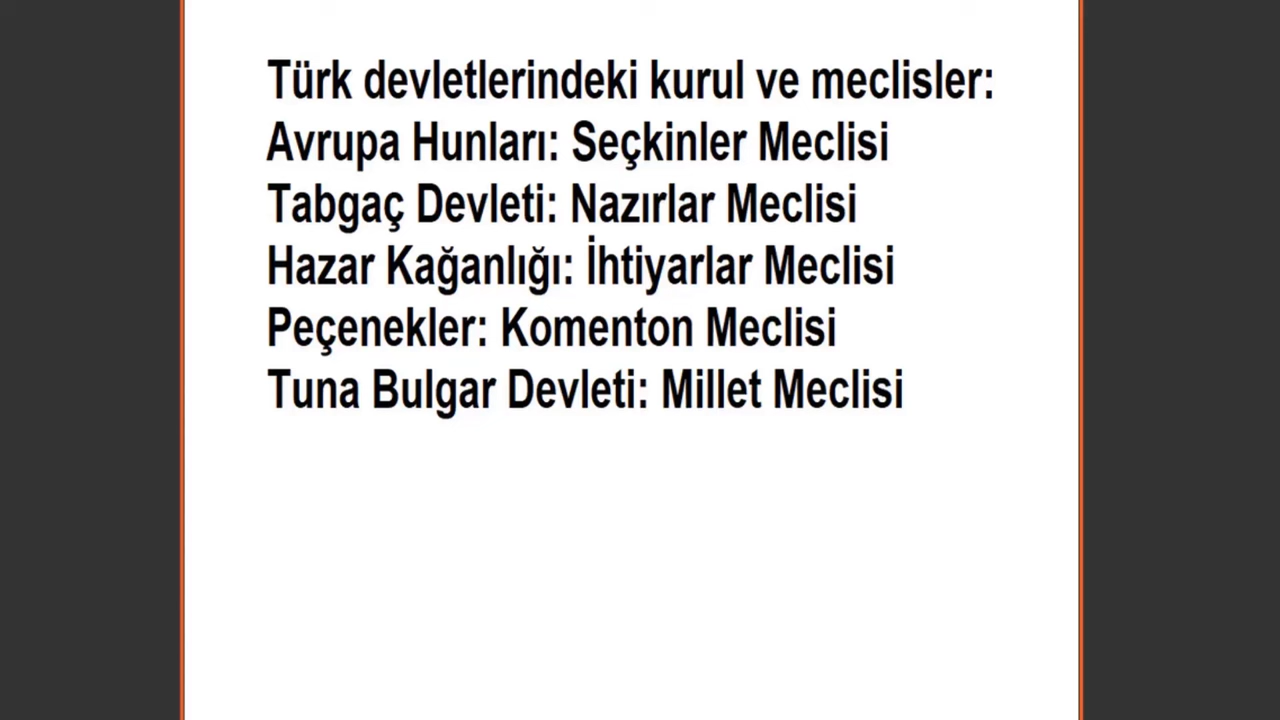 Türk devletlerindeki kurul ve meclisler:
Avrupa Hunları: Seçkinler Meclisi
Tabgaç Devleti: Nazırlar Meclisi
Hazar Kağanlığı: İhtiyarlar Meclisi
Peçenekler: Komenton Meclisi
Tuna Bulgar Devleti: Millet Meclisi